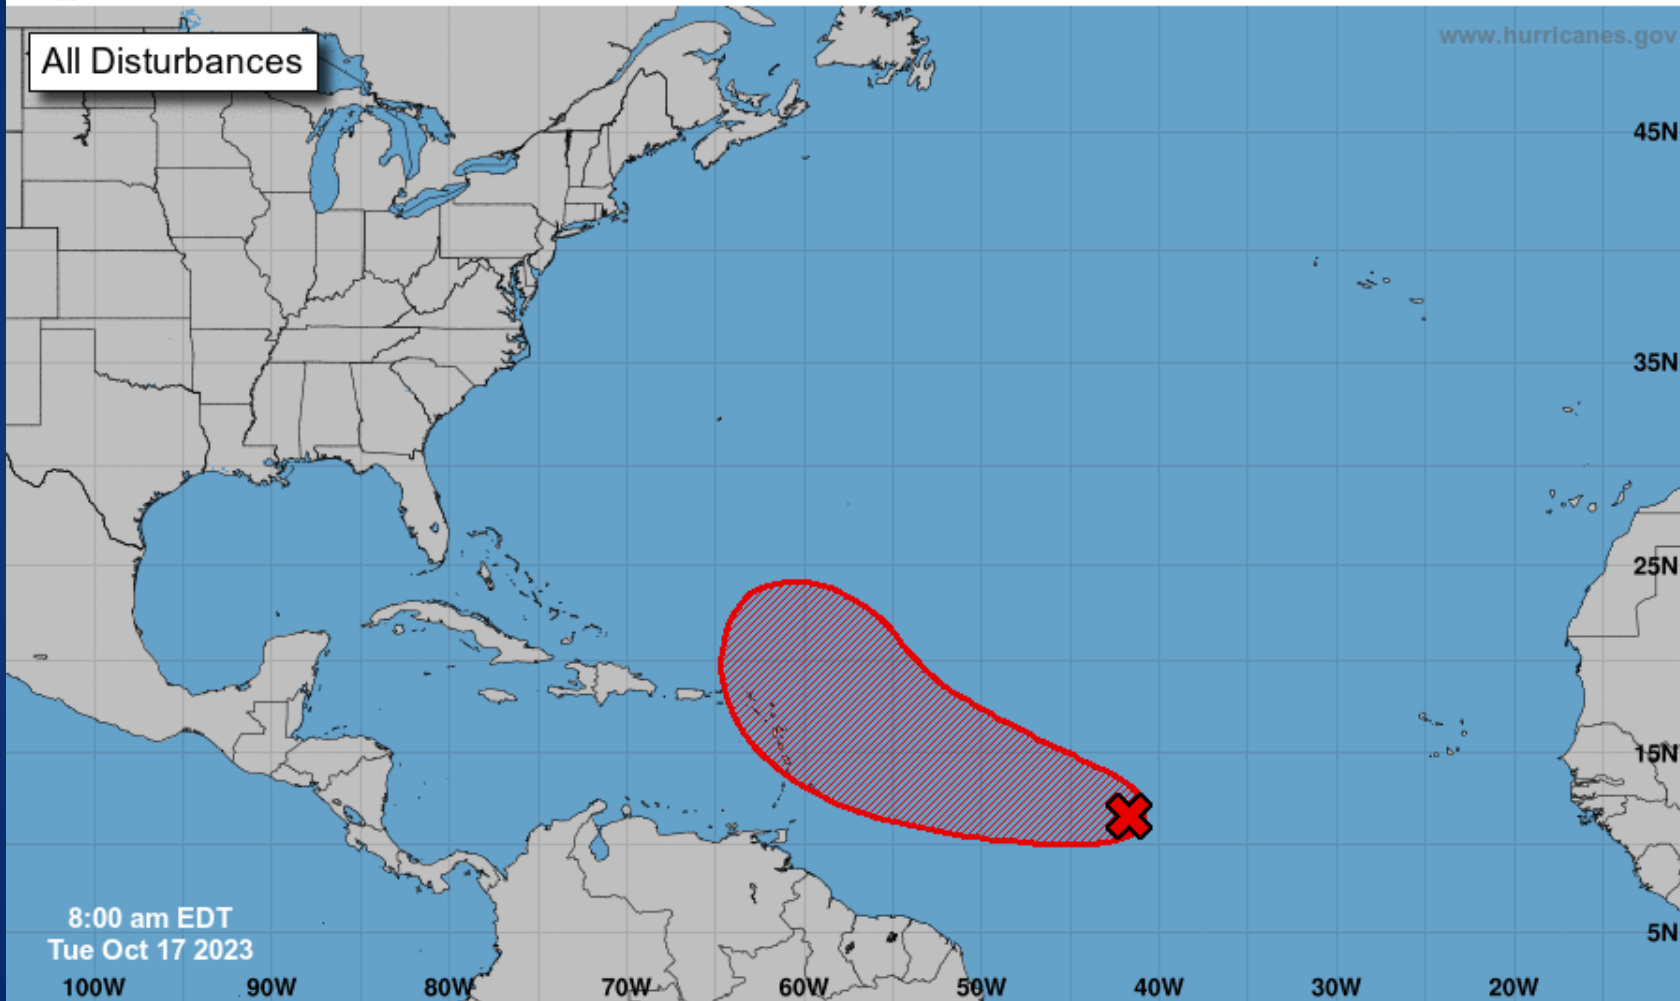 All Disturbances
www.hurricanes.gov
45N
35N
25N
15N
8:00 am EDT
Tue Oct 17 2023
5N
100W
90W
80W
70W
60W
50W
40W
30W
20W